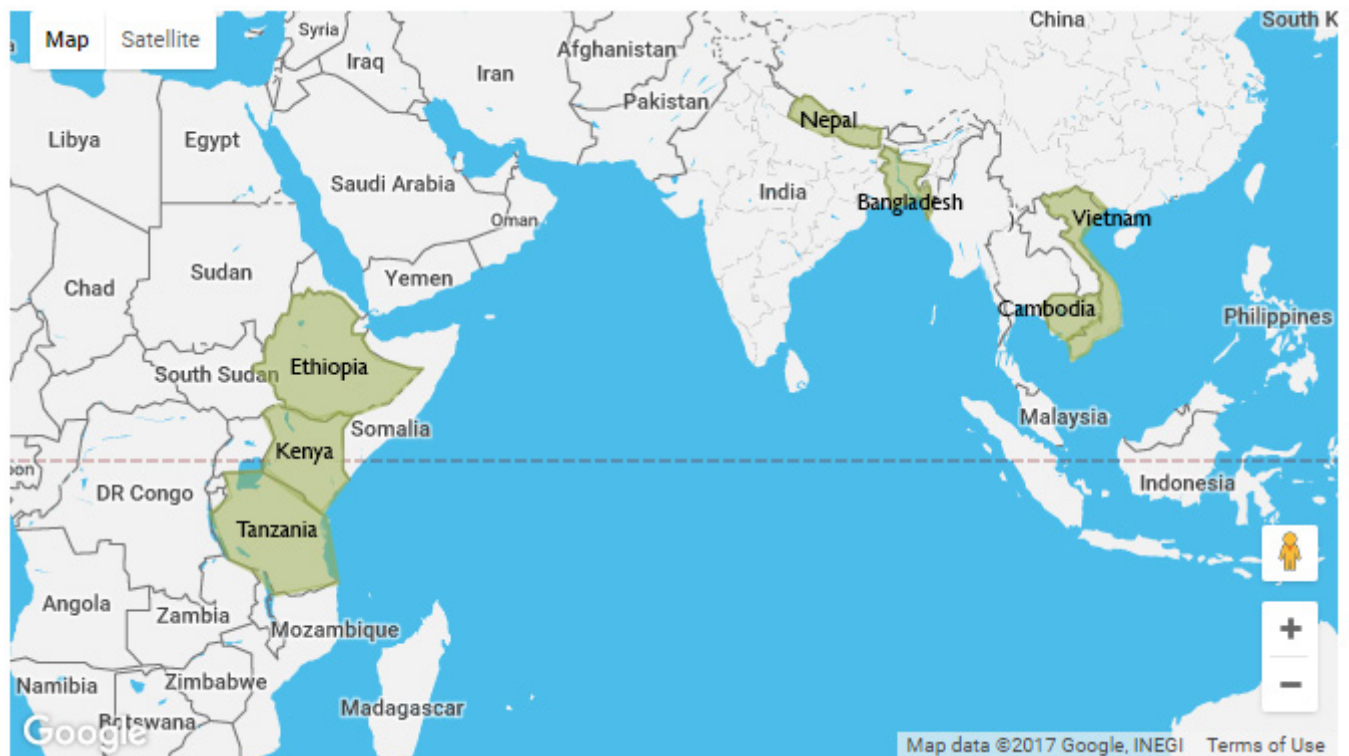 Map Satellite
Syria
China
South K
Afghanistan
Iraq
Iran
Pakistan
Nepal
Libya
Egypt
Saudi Arabia
India
Bangladesh
Oman
Vietnam
Sudan
Yemen
Chad
Cambodia
Philippines
Ethiopia
South Sudan
Malaysia
Somalia
Kenya
oon
Indonesia
DR Congo
Tanzania
Angola
Zambia
Mozambique
+
Zimbabwe
Namibia
−
Madagascar
Botswana
Google
Map data ©2017 Google, INEGI Terms of Use